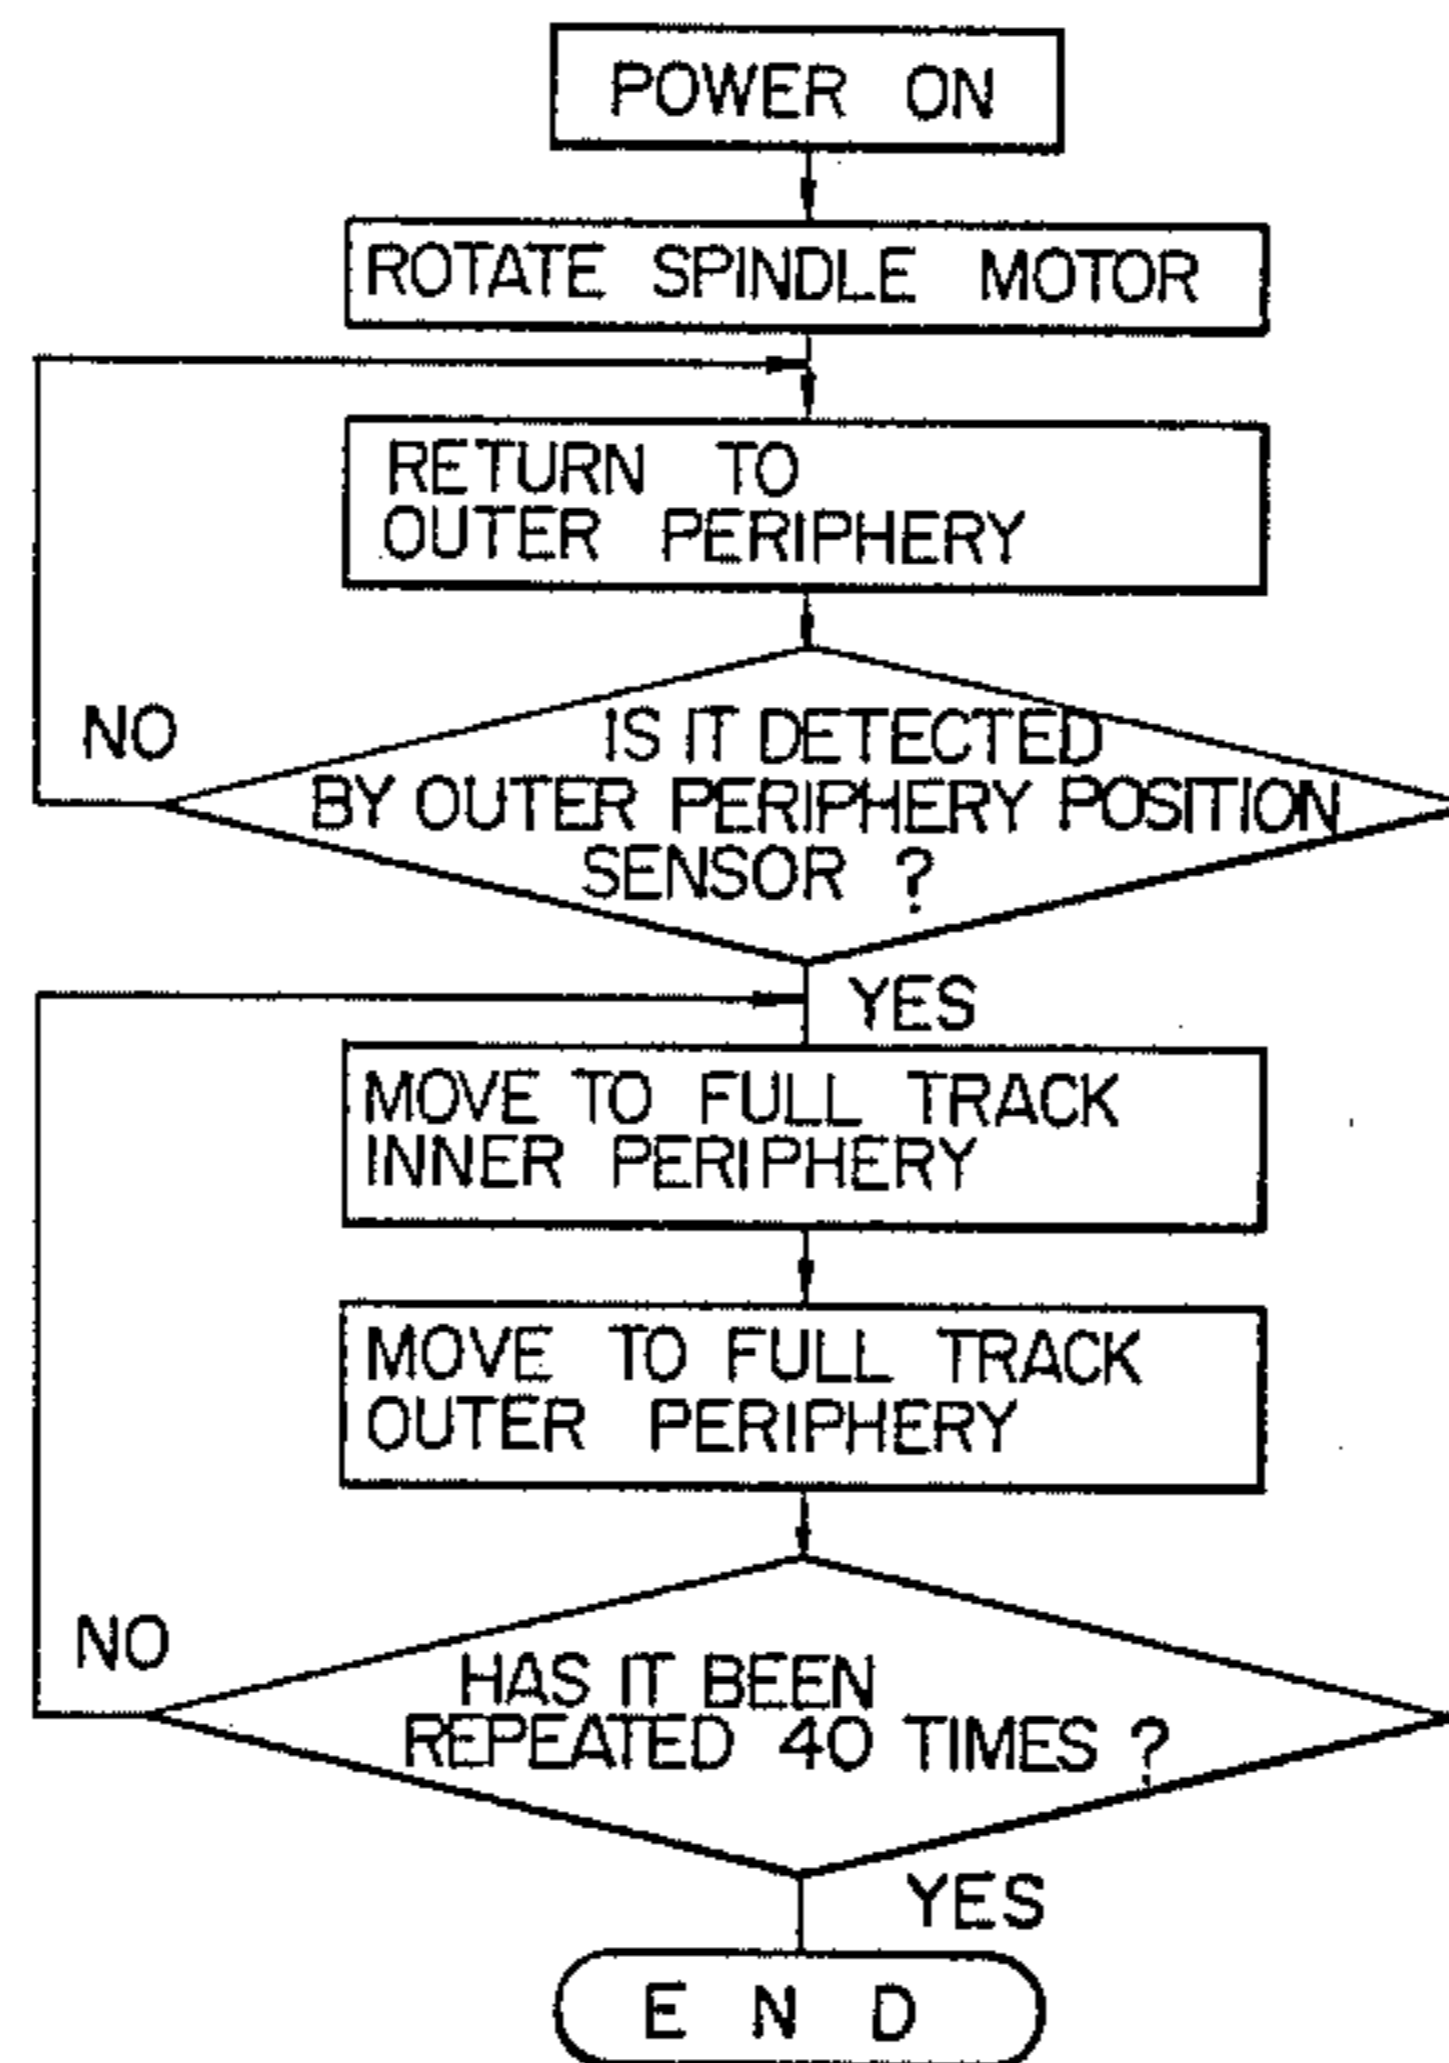 POWER ON
ROTATE SPINDLE MOTOR
RETURN TO
OUTER PERIPHERY
NO
IS IT DETECTED
BY OUTER PERIPHERY POSITION
SENSOR ?
YES
MOVE TO FULL TRACK
INNER PERIPHERY
MOVE TO FULL TRACK
OUTER PERIPHERY
NO
HAS IT BEEN
REPEATED 40 TIMES ?
YES
END